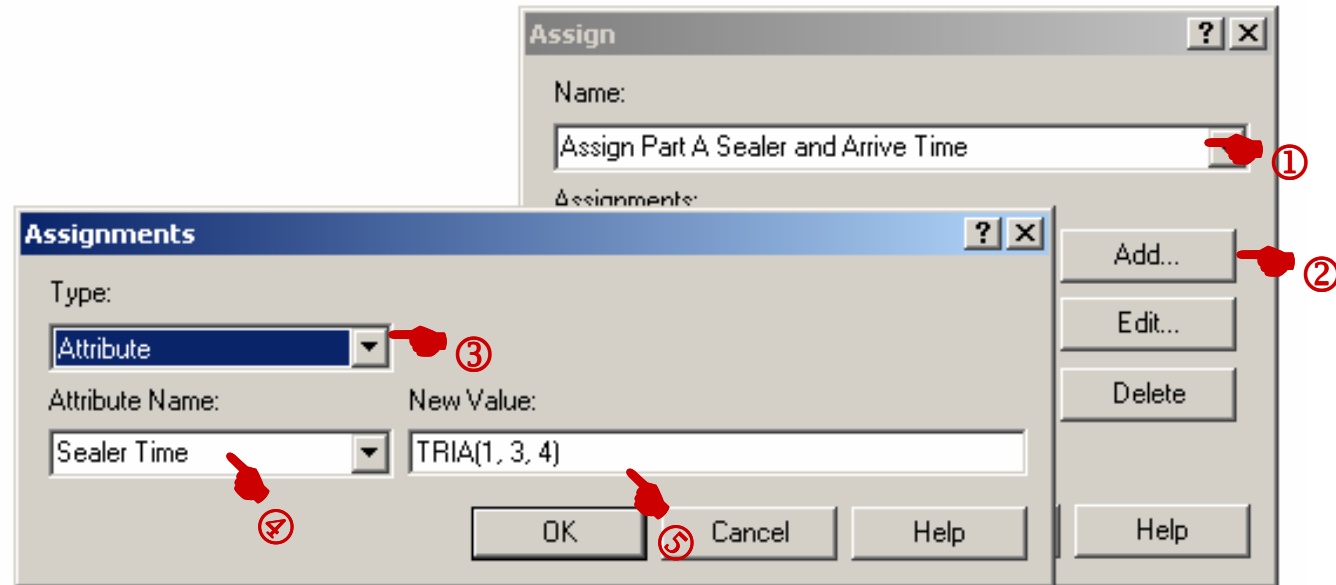 Assign
?
Name:
Assign Part A Sealer and Arrive Time
①
Assignments:
Assignments
?
Add...
②
Type:
Edit...
Attribute
③
Attribute Name:
New Value:
Delete
Sealer Time
TRIA(1, 3, 4)
④
⑤
OK
Cancel
Help
Help